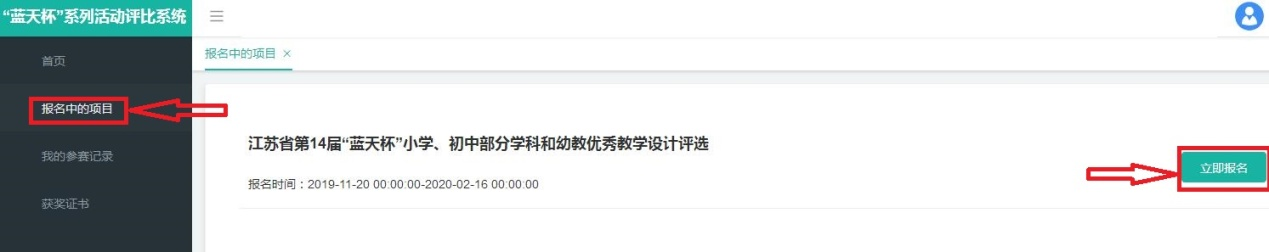 “蓝天杯”系列活动评比系统
首页
报名中的项目
我的参赛记录
获奖证书
报名中的项目 ×
江苏省第14届“蓝天杯”小学、初中部分学科和幼教优秀教学设计评选
报名时间：2019-11-20 00:00:00-2020-02-16 00:00:00
立即报名